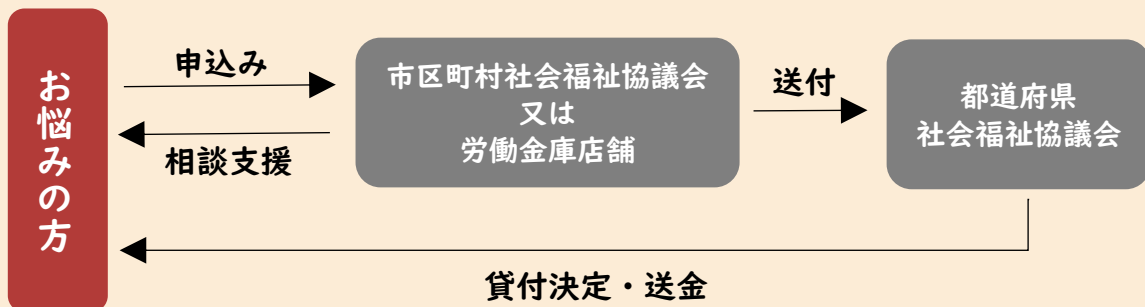 お悩みの方
申込み
相談支援
市区町村社会福祉協議会
又は
労働金庫店舗
送付
都道府県
社会福祉協議会
貸付決定・送金